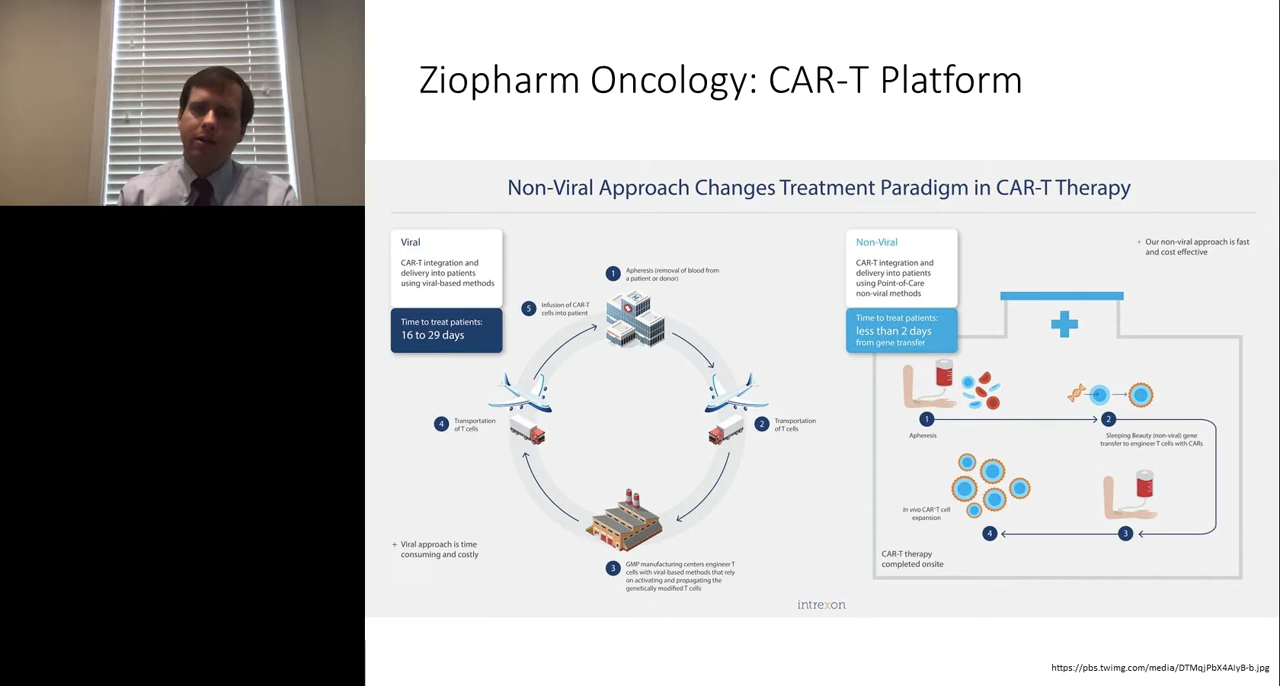 Ziopharm Oncology: CAR-T Platform
Non-Viral Approach Changes Treatment Paradigm in CAR-T Therapy
Viral
CAR-T integration and
delivery into patients
using viral-based methods
Time to treat patients:
16 to 29 days
1
Apheresis (removal of blood from
a patient or donor)
5
Infusion of CAR-T
cells into patient
4
Transportation
of T cells
2
Transportation
of T cells
+ Viral approach is time
consuming and costly
3
GMP manufacturing centers engineer T
cells with viral-based methods that rely
on activating and propagating the
genetically modified T cells
Non-Viral
CAR-T integration and
delivery into patients
using Point-of-Care
non-viral methods
Time to treat patients:
less than 2 days
from gene transfer
+ Our non-viral approach is fast
and cost effective
1
Apheresis
2
Sleeping Beauty (non-viral) gene
transfer to engineer T cells with CARs
In vivo CAR-T cell
expansion
4
3
CAR-T therapy
completed onsite
intrexon
https://pbs.twimg.com/media/DTMqjPbX4AIyB-b.jpg